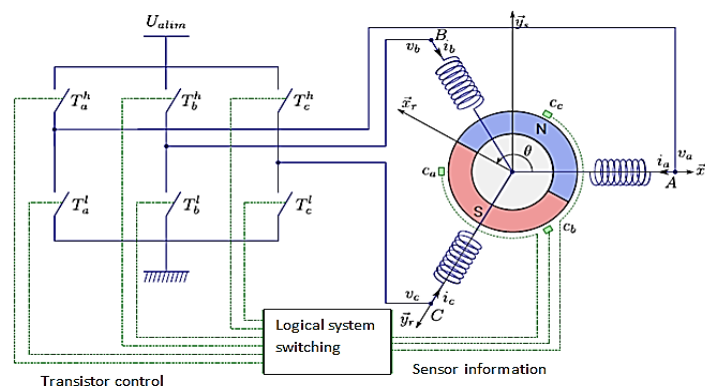 U_alim
B
y_s
v_b
i_b
T_a^h
T_b^h
T_c^h
c_c
x_r
N
θ
c_a
i_a
v_a
A
x
S
T_a^l
T_b^l
T_c^l
c_b
v_c
i_c
C
y_r
Logical system
switching
Transistor control
Sensor information